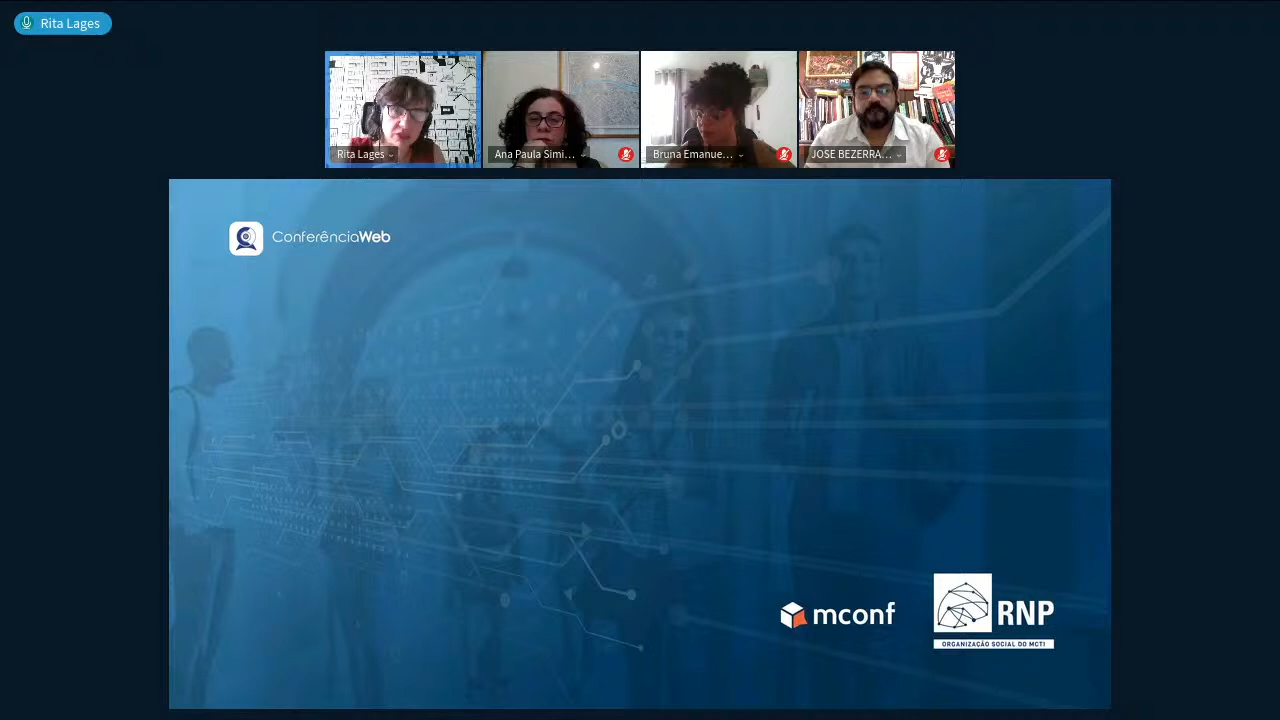 Rita Lages
Rita Lages
Ana Paula Simi...
Bruna Emanue...
JOSE BEZERRA...
ConferênciaWeb
mconf
RNP
ORGANIZAÇÃO SOCIAL DO MCTI